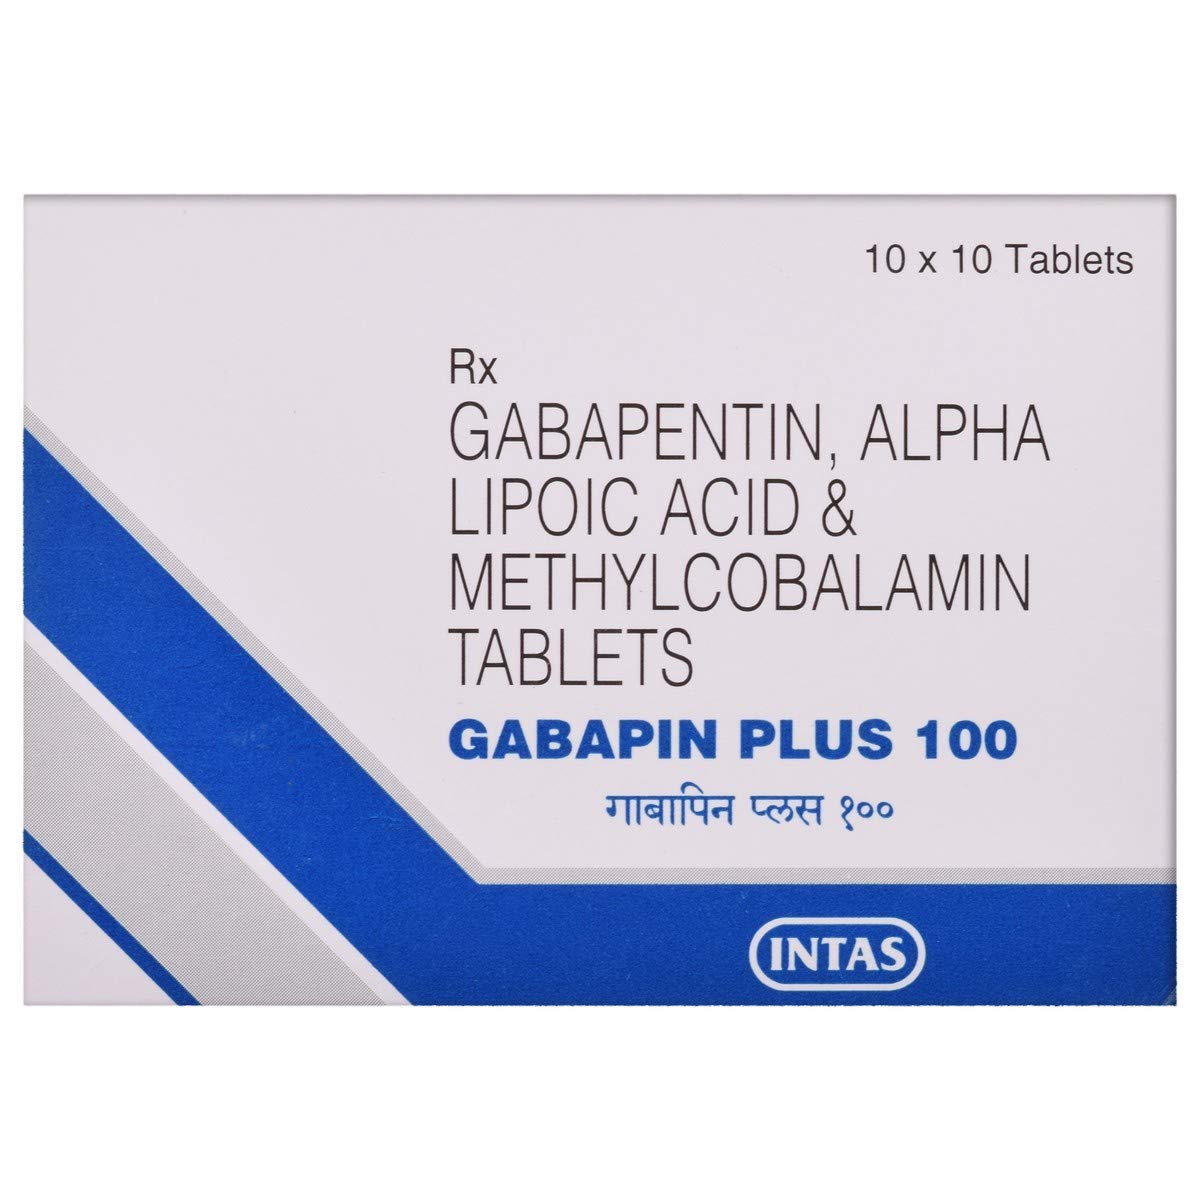 10 x 10 Tablets
Rx
GABAPENTIN, ALPHA
LIPOIC ACID &
METHYLCOBALAMIN
TABLETS
GABAPIN PLUS 100
गाबापिन प्लस १००
INTAS